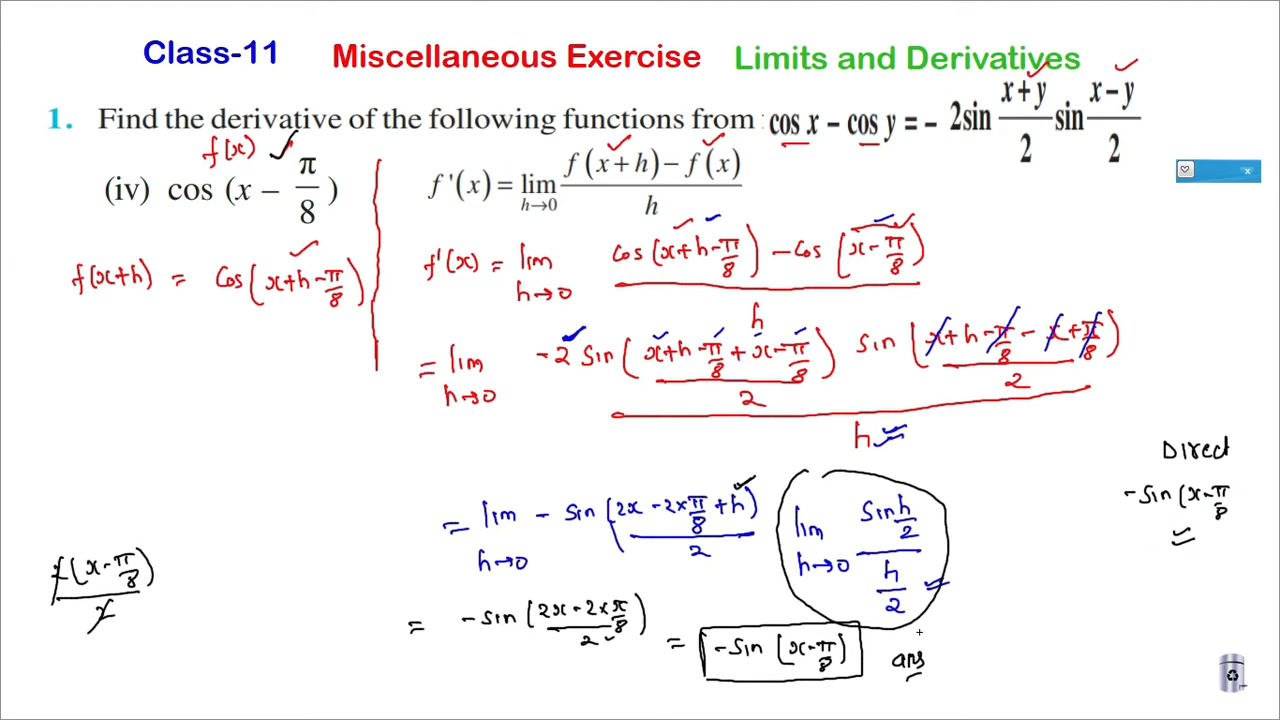 Class-11 Miscellaneous Exercise Limits and Derivatives
1. Find the derivative of the following functions from : cos x − cos y = − 2sin (x+y)/2 sin (x−y)/2
f(x)
(iv) cos (x − π/8)
f(x+h) = cos(x+h-π/8)
f '(x) = lim h→0 (f(x+h) − f(x))/h
f'(x) = lim h→0 (cos(x+h-π/8) - cos(x-π/8))/h
= lim h→0 (-2 sin((x+h-π/8+x-π/8)/2) sin((x+h-π/8-x+π/8)/2))/h
= lim h→0 - sin((2x-2×π/8+h)/2) lim h→0 (sin h/2)/(h/2)
= -sin((2x-2×π/8)/2) = -sin(x-π/8) ans
Direct
-sin(x-π/8
2(x-π/8)/2